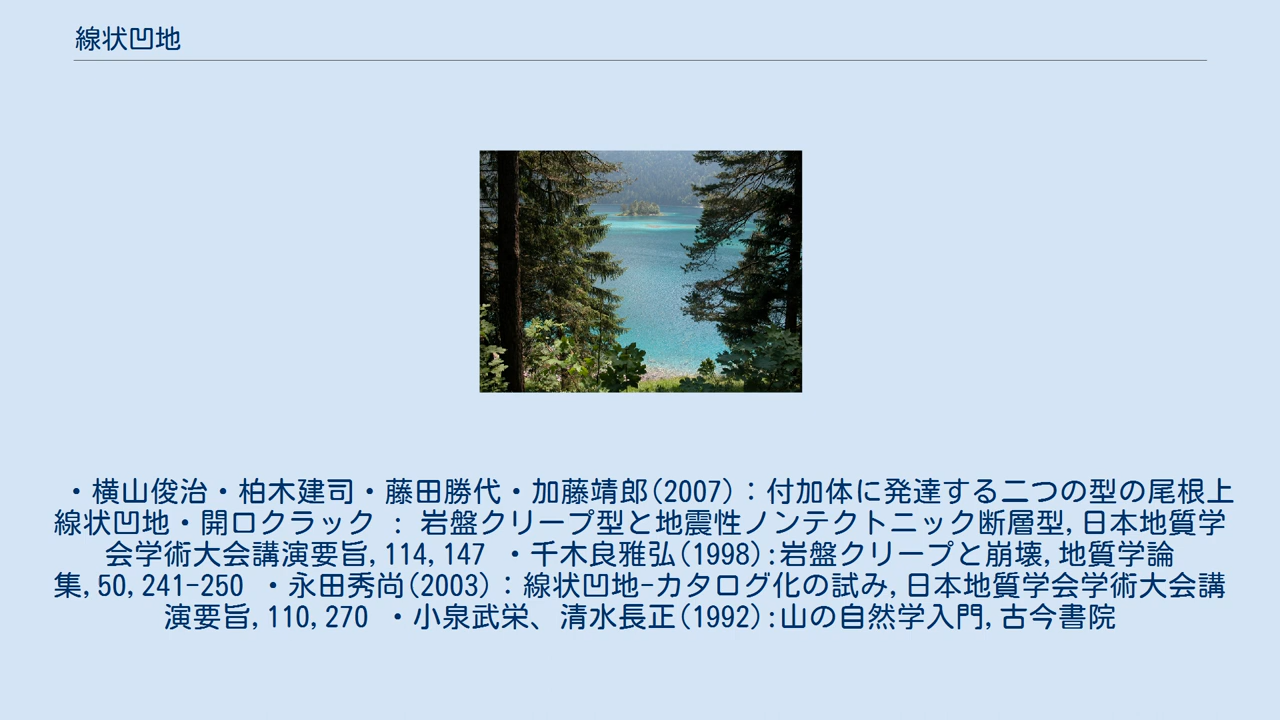 線状凹地
・横山俊治・柏木建司・藤田勝代・加藤靖郎(2007)：付加体に発達する二つの型の尾根上
線状凹地・開口クラック : 岩盤クリープ型と地震性ノンテクトニック断層型,日本地質学
会学術大会講演要旨,114,147 ・千木良雅弘(1998):岩盤クリープと崩壊,地質学論
集,50,241-250 ・永田秀尚(2003)：線状凹地-カタログ化の試み,日本地質学会学術大会講
演要旨,110,270 ・小泉武栄、清水長正(1992):山の自然学入門,古今書院